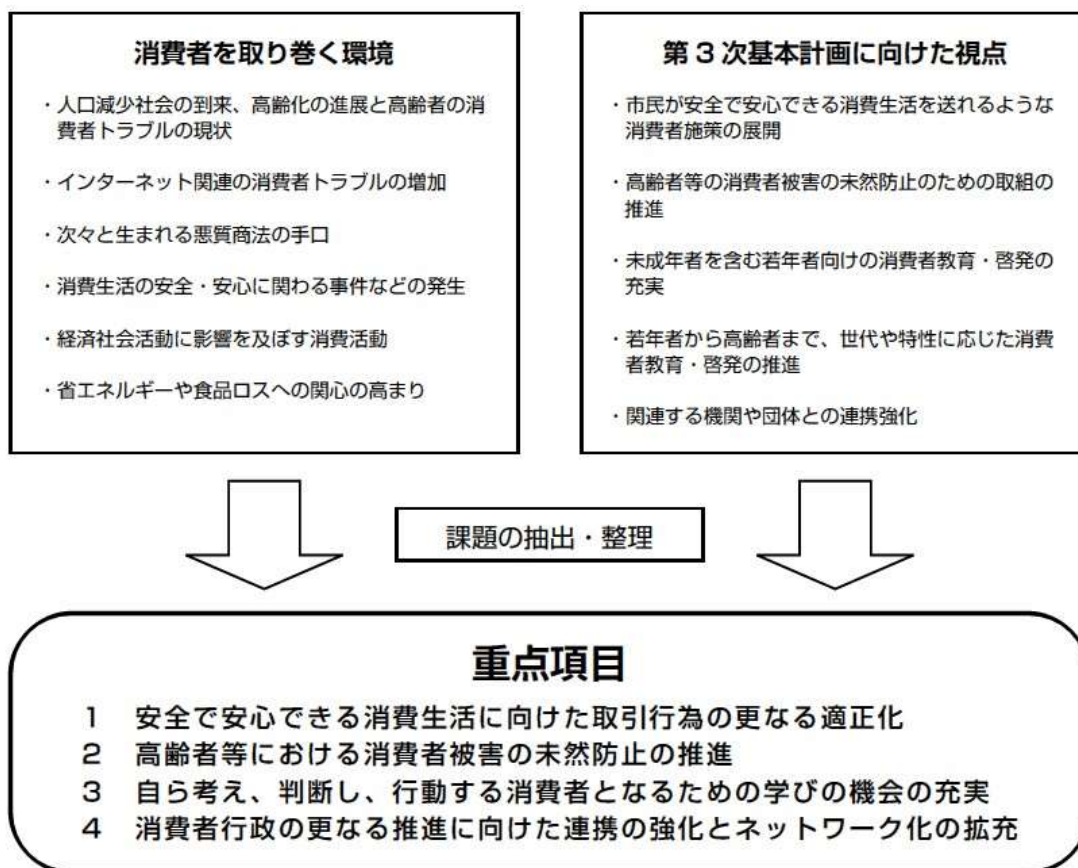 消費者を取り巻く環境
・人口減少社会の到来、高齢化の進展と高齢者の消
費者トラブルの現状
・インターネット関連の消費者トラブルの増加
・次々と生まれる悪質商法の手口
・消費生活の安全・安心に関わる事件などの発生
・経済社会活動に影響を及ぼす消費活動
・省エネルギーや食品ロスへの関心の高まり
第3次基本計画に向けた視点
・市民が安全で安心できる消費生活を送れるような
消費者施策の展開
・高齢者等の消費者被害の未然防止のための取組の
推進
・未成年者を含む若年者向けの消費者教育・啓発の
充実
・若年者から高齢者まで、世代や特性に応じた消費
者教育・啓発の推進
・関連する機関や団体との連携強化
課題の抽出・整理
重点項目
1 安全で安心できる消費生活に向けた取引行為の更なる適正化
2 高齢者等における消費者被害の未然防止の推進
3 自ら考え、判断し、行動する消費者となるための学びの機会の充実
4 消費者行政の更なる推進に向けた連携の強化とネットワーク化の拡充